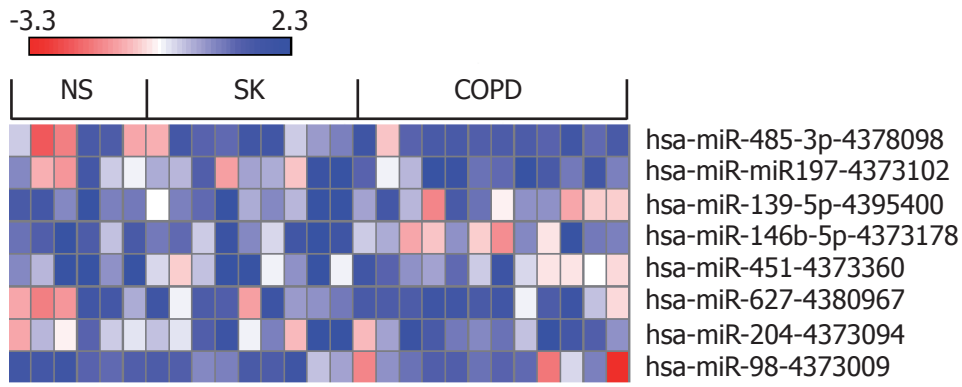 -3.3 2.3
NS SK COPD
hsa-miR-485-3p-4378098
hsa-miR-miR197-4373102
hsa-miR-139-5p-4395400
hsa-miR-146b-5p-4373178
hsa-miR-451-4373360
hsa-miR-627-4380967
hsa-miR-204-4373094
hsa-miR-98-4373009